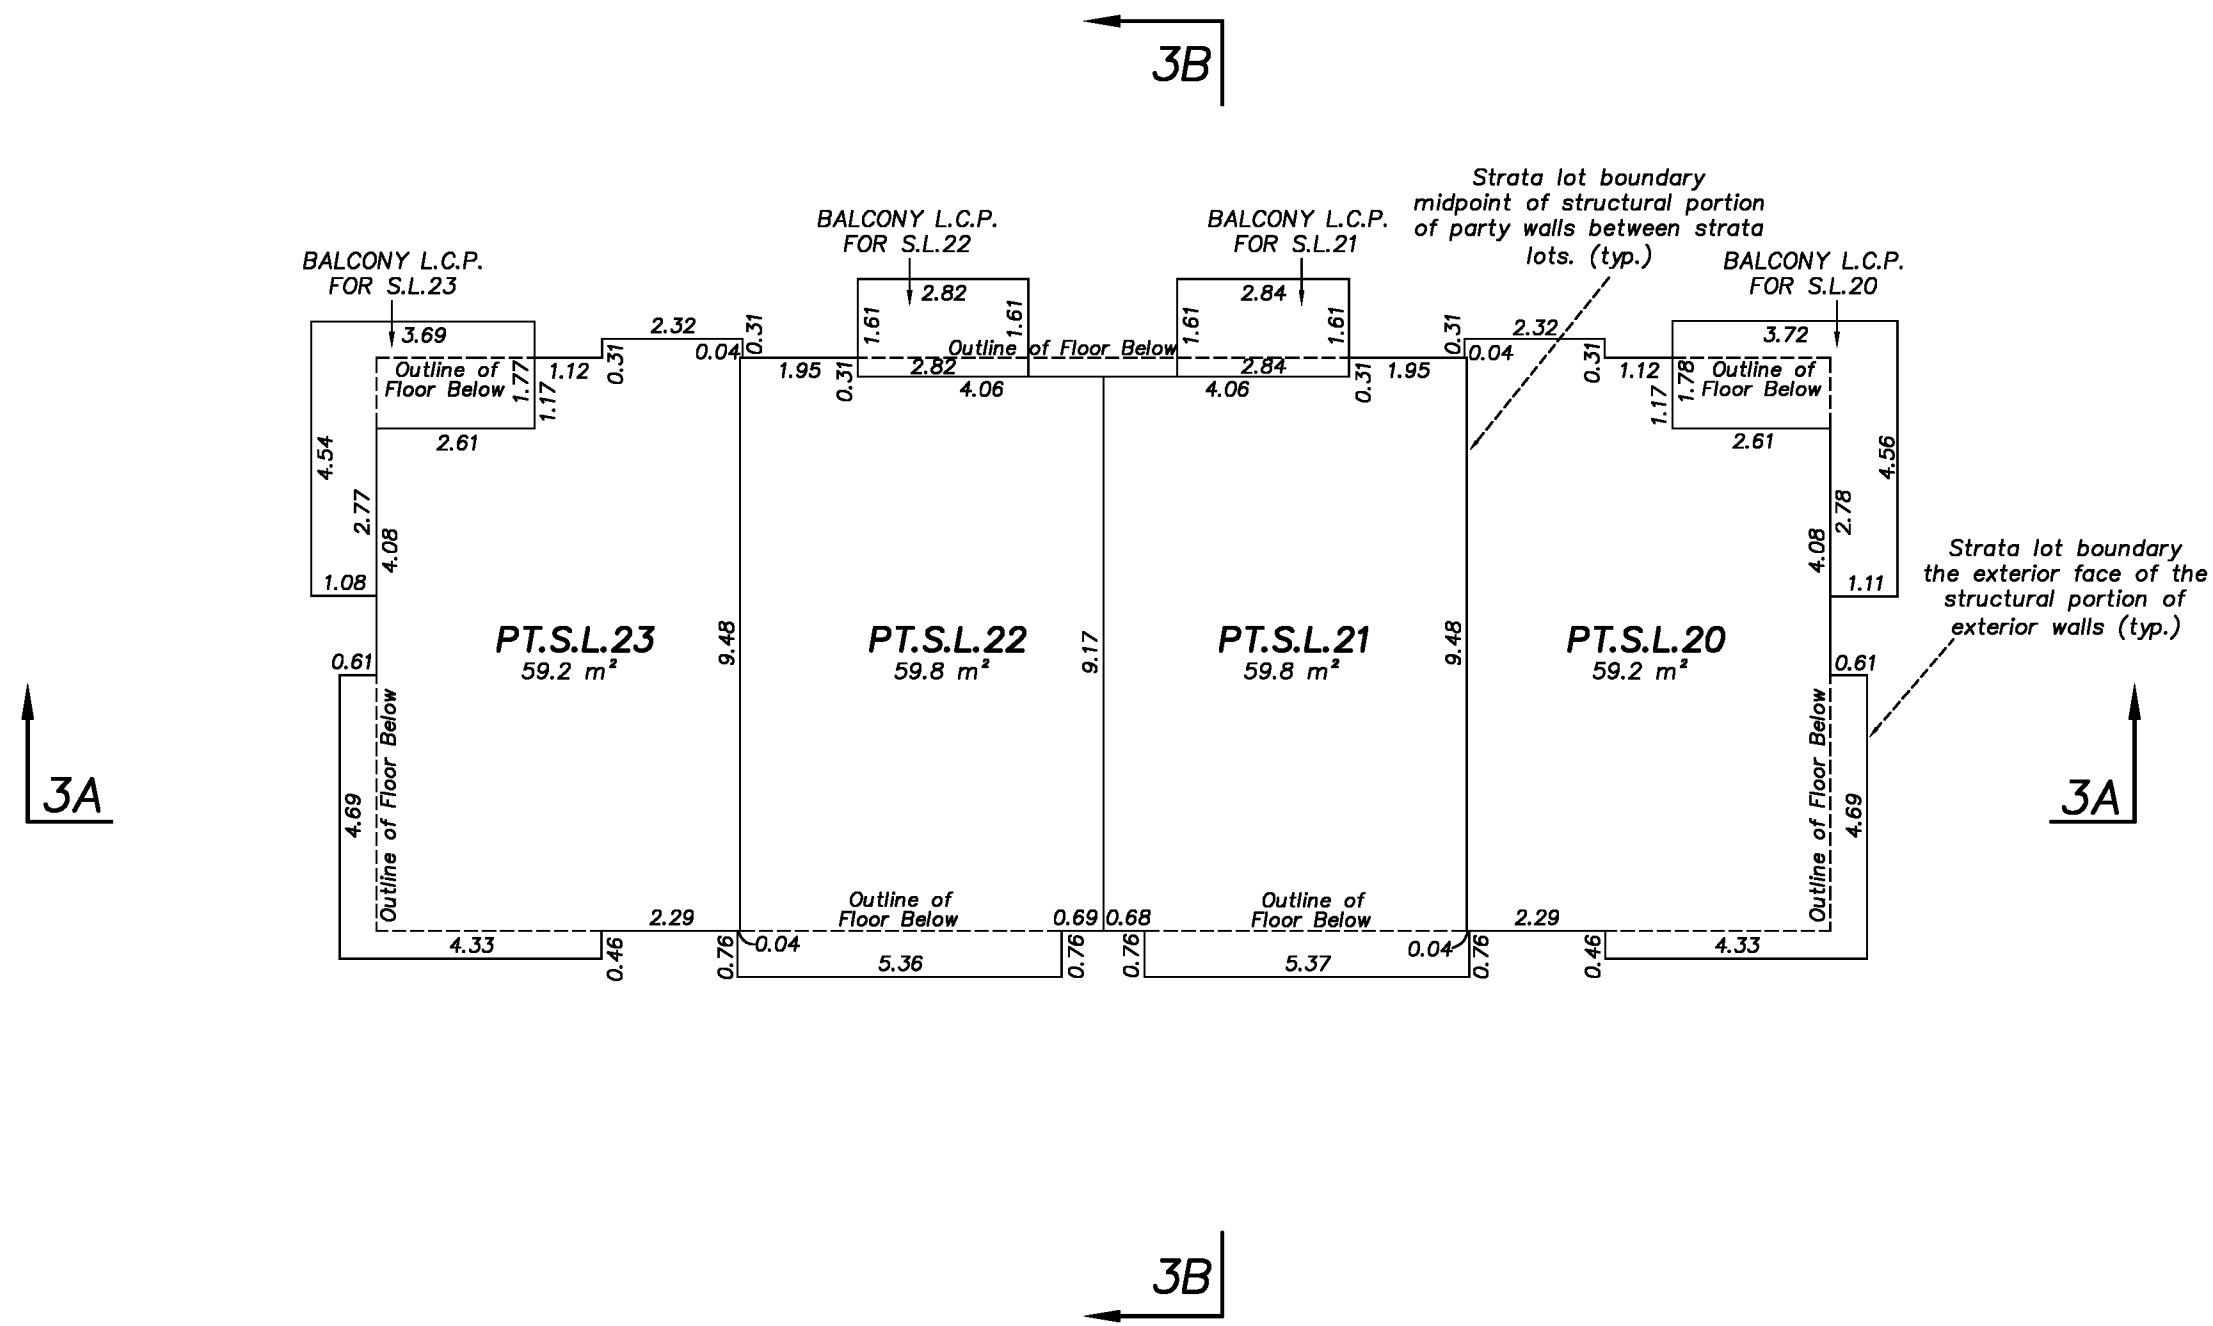 3B
Strata lot boundary
midpoint of structural portion
of party walls between strata
lots. (typ.)
BALCONY L.C.P.
FOR S.L.22
BALCONY L.C.P.
FOR S.L.21
BALCONY L.C.P.
FOR S.L.23
BALCONY L.C.P.
FOR S.L.20
2.82
2.84
1.61
1.61
1.61
1.61
3.69
2.32
0.31
0.04
0.31
2.32
0.04
0.31
0.31
3.72
Outline of Floor Below
Outline of
Floor Below
1.77
1.17
1.12
1.95
0.31
2.82
4.06
2.84
4.06
0.31
1.95
1.12
1.17
1.78
Outline of
Floor Below
2.61
2.61
4.54
2.77
4.08
1.08
4.56
2.78
4.08
1.11
Strata lot boundary
the exterior face of the
structural portion of
exterior walls (typ.)
PT.S.L.23
59.2 m²
9.48
PT.S.L.22
59.8 m²
9.17
PT.S.L.21
59.8 m²
9.48
PT.S.L.20
59.2 m²
0.61
0.61
3A
4.69
Outline of Floor Below
Outline of Floor Below
4.69
3A
Outline of
Floor Below
Outline of
Floor Below
2.29
0.69
0.68
2.29
4.33
0.46
0.76
0.04
5.36
0.76
0.76
5.37
0.04
0.76
0.46
4.33
3B